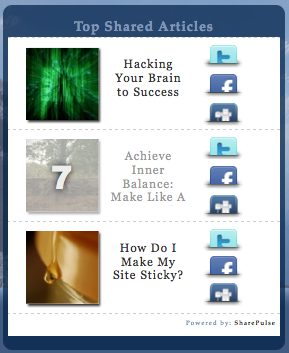 Top Shared Articles
Hacking
Your Brain
to Success
7
Achieve
Inner
Balance:
Make Like A
How Do I
Make My
Site Sticky?
Powered by: SharePulse